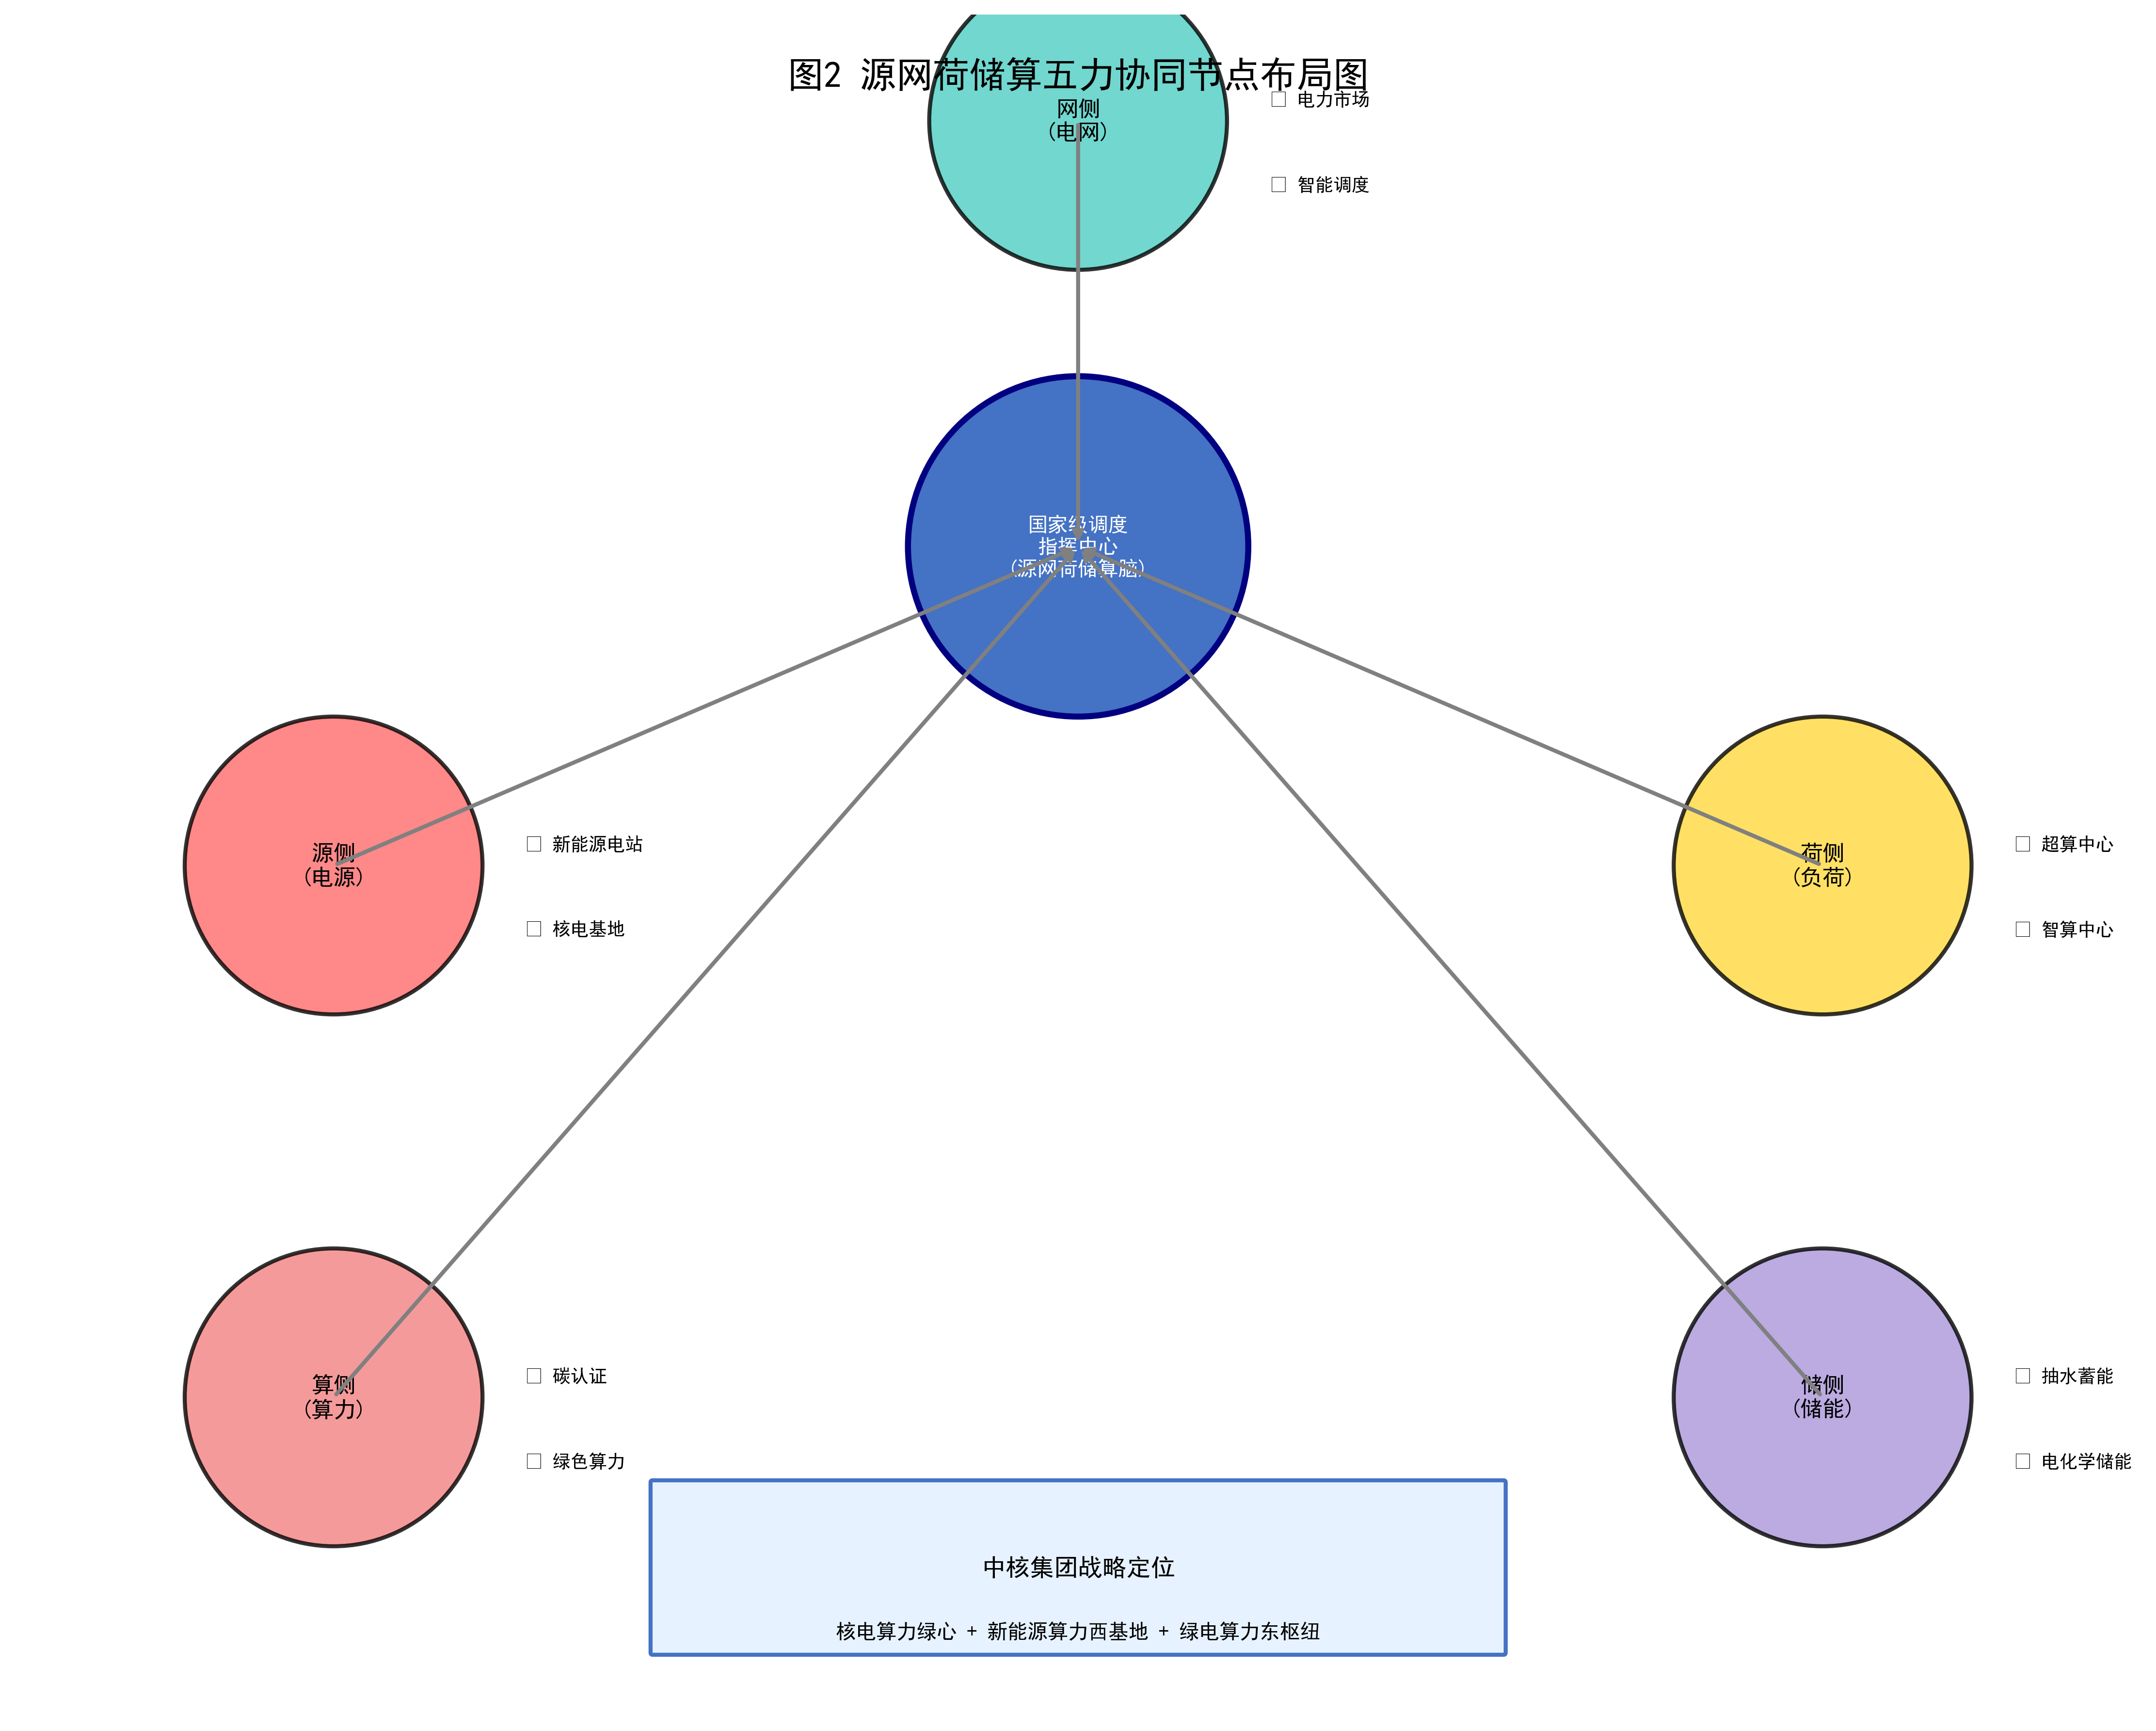 图2 源网荷储算五力协同节点布局图
网侧
(电网)
□ 电力市场
□ 智能调度
国家级调度
指挥中心
(源网荷储算脑)
源侧
(电源)
□ 新能源电站
□ 核电基地
荷侧
(负荷)
□ 超算中心
□ 智算中心
算侧
(算力)
□ 碳认证
□ 绿色算力
储侧
(储能)
□ 抽水蓄能
□ 电化学储能
中核集团战略定位
核电算力绿心 + 新能源算力西基地 + 绿电算力东枢纽